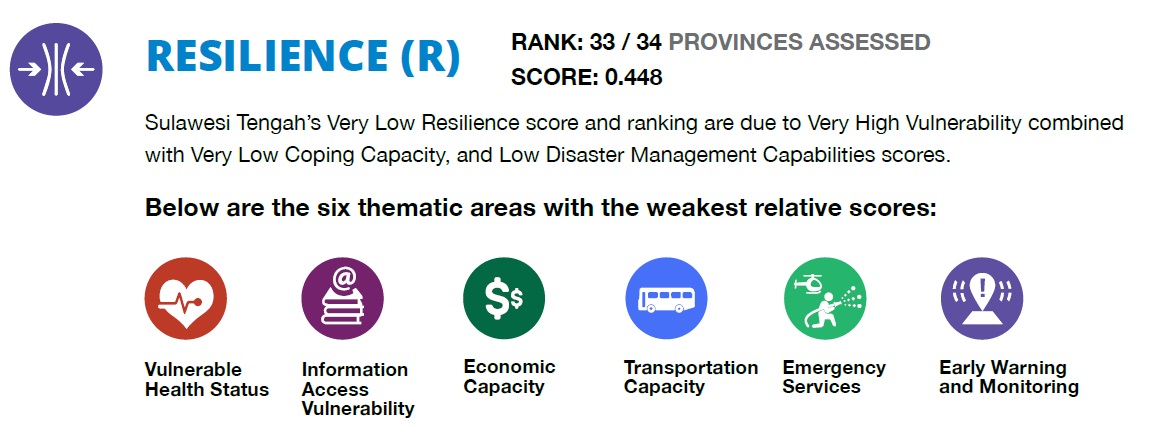 RESILIENCE (R)
RANK: 33 / 34 PROVINCES ASSESSED
SCORE: 0.448
Sulawesi Tengah's Very Low Resilience score and ranking are due to Very High Vulnerability combined
with Very Low Coping Capacity, and Low Disaster Management Capabilities scores.
Below are the six thematic areas with the weakest relative scores:
@
$$
!
Vulnerable
Health Status
Information
Access
Vulnerability
Economic
Capacity
Transportation
Capacity
Emergency
Services
Early Warning
and Monitoring